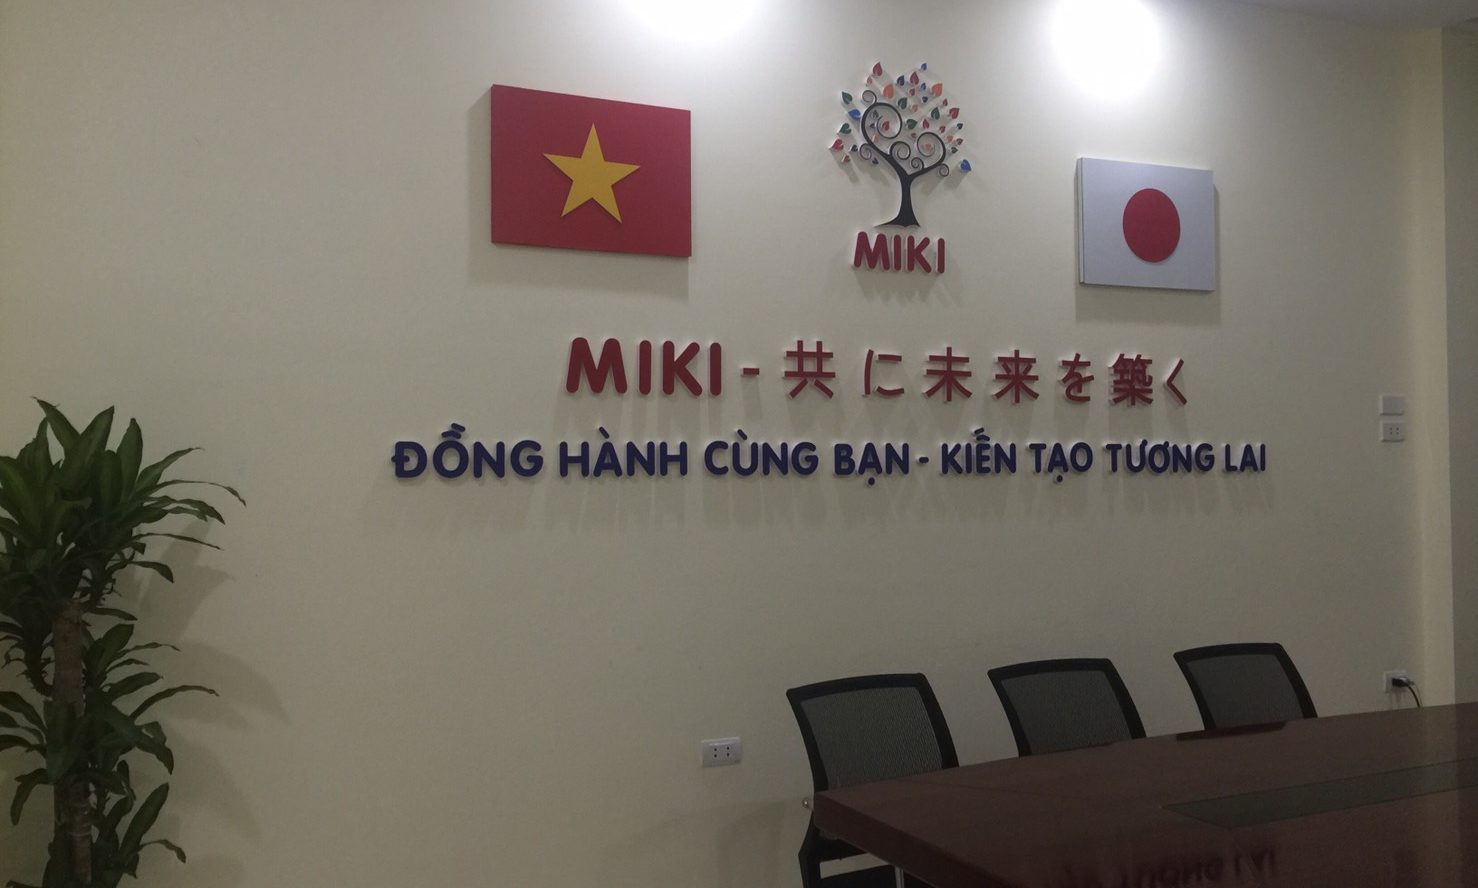 MIKI
MIKI - 共に未来を築く
ĐỒNG HÀNH CÙNG BẠN - KIẾN TẠO TƯƠNG LAI